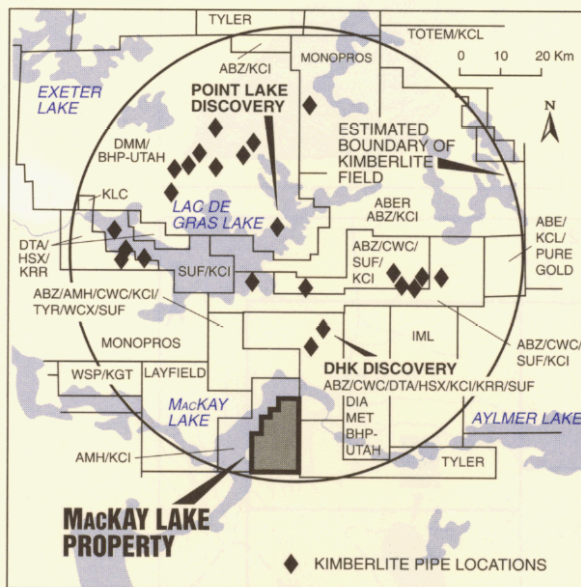 TYLER
TOTEM/KCL
ABZ/KCI
MONOPROS
0 10 20 Km
EXETER
LAKE
POINT LAKE
DISCOVERY
N
ESTIMATED
BOUNDARY OF
KIMBERLITE
FIELD
DMM/
BHP-UTAH
KLC
LAC DE
GRAS LAKE
ABER
ABZ/KCI
DTA/
HSX/
KRR
SUF/KCI
ABZ/CWC/
SUF/
KCI
ABE/
KCL/
PURE
GOLD
ABZ/AMH/CWC/KCI/
TYR/WCX/SUF
MONOPROS
IML
ABZ/CWC/
SUF/KCI
WSP/KGT
LAYFIELD
DHK DISCOVERY
ABZ/CWC/DTA/HSX/KCI/KRR/SUF
MACKAY
LAKE
DIA
MET
BHP-
UTAH
AYLMER LAKE
AMH/KCI
TYLER
MACKAY LAKE
PROPERTY
KIMBERLITE PIPE LOCATIONS